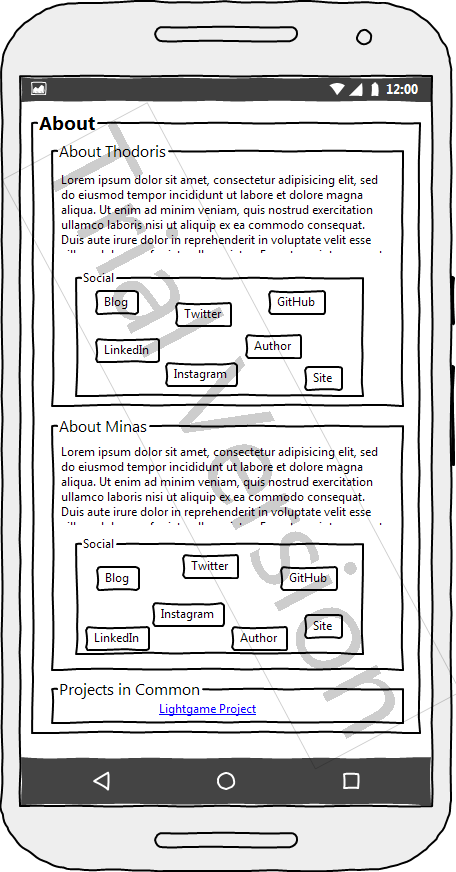 12:00
About
About Thodoris
Lorem ipsum dolor sit amet, consectetur adipisicing elit, sed
do eiusmod tempor incididunt ut labore et dolore magna
aliqua. Ut enim ad minim veniam, quis nostrud exercitation
ullamco laboris nisi ut aliquip ex ea commodo consequat.
Duis aute irure dolor in reprehenderit in voluptate velit esse
Social
Blog
Twitter
GitHub
LinkedIn
Instagram
Author
Site
About Minas
Lorem ipsum dolor sit amet, consectetur adipisicing elit, sed
do eiusmod tempor incididunt ut labore et dolore magna
aliqua. Ut enim ad minim veniam, quis nostrud exercitation
ullamco laboris nisi ut aliquip ex ea commodo consequat.
Duis aute irure dolor in reprehenderit in voluptate velit esse
Social
Blog
Twitter
GitHub
Instagram
Site
LinkedIn
Author
Projects in Common
Lightgame Project
Trial Version